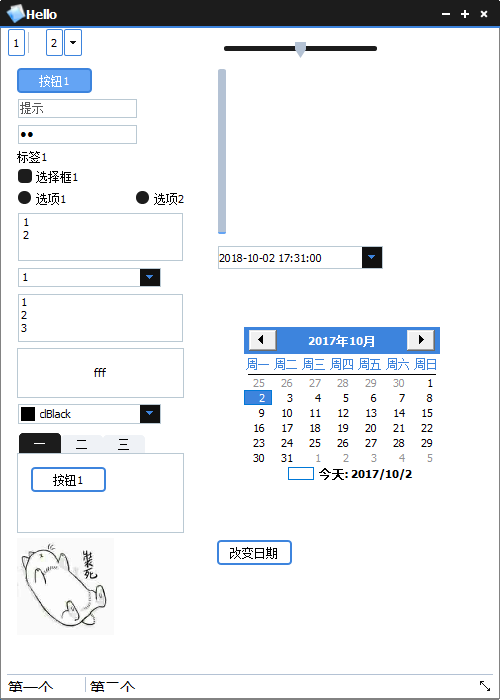 Hello
1 2
按钮1
提示
标签1
选择框1
选项1 选项2
1
2
2018-10-02 17:31:00
1
1
2
3
fff
clBlack
一 二 三
按钮1
装死
2017年10月
周一 周二 周三 周四 周五 周六 周日
25 26 27 28 29 30 1
2 3 4 5 6 7 8
9 10 11 12 13 14 15
16 17 18 19 20 21 22
23 24 25 26 27 28 29
30 31 1 2 3 4 5
今天: 2017/10/2
改变日期
第一个 第二个